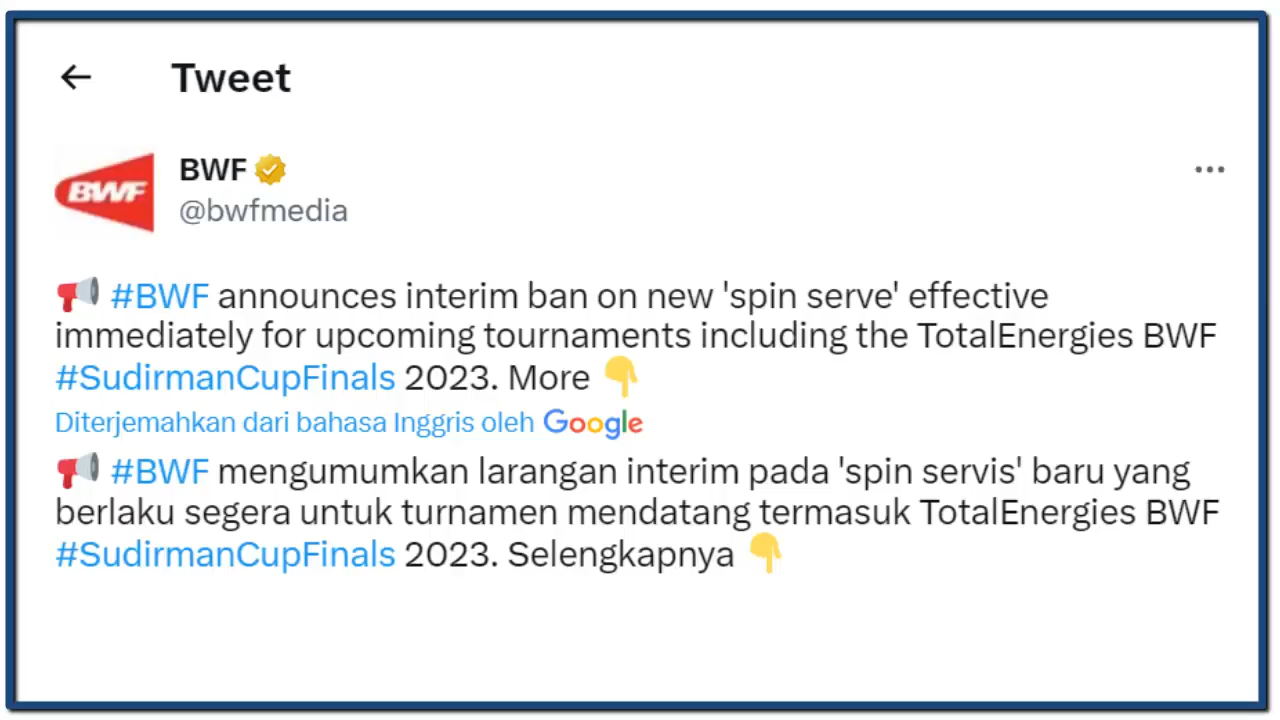 Tweet
BWF
BWF
@bwfmedia
📢 #BWF announces interim ban on new 'spin serve' effective
immediately for upcoming tournaments including the TotalEnergies BWF
#SudirmanCupFinals 2023. More 👇
Diterjemahkan dari bahasa Inggris oleh Google
📢 #BWF mengumumkan larangan interim pada 'spin servis' baru yang
berlaku segera untuk turnamen mendatang termasuk TotalEnergies BWF
#SudirmanCupFinals 2023. Selengkapnya 👇